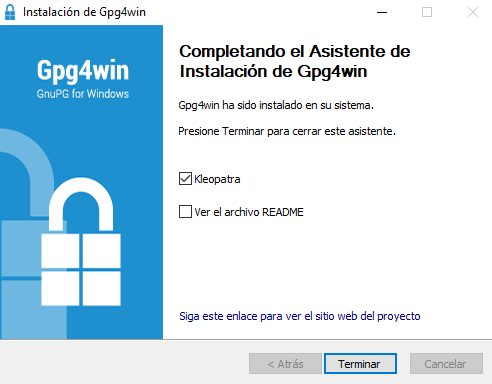 Instalación de Gpg4win
Gpg4win
GnuPG for Windows
Completando el Asistente de
Instalación de Gpg4win
Gpg4win ha sido instalado en su sistema.
Presione Terminar para cerrar este asistente.
Kleopatra
Ver el archivo README
Siga este enlace para ver el sitio web del proyecto
< Atrás
Terminar
Cancelar